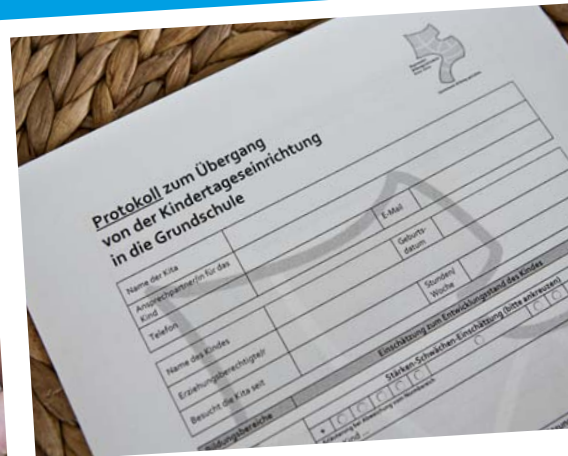 Protokoll zum Übergang
von der Kindertageseinrichtung
in die Grundschule
Name der Kita
Ansprechpartner/in für das
Kind
E-Mail
Telefon
Geburts-
datum
Name des Kindes
Erziehungsberechtigte/r
Stunden/
Woche
Besucht die Kita seit
Einschätzung zum Entwicklungsstand des Kindes
Bildungsbereiche
Stärken-Schwächen-Einschätzung (bitte ankreuzen)
+